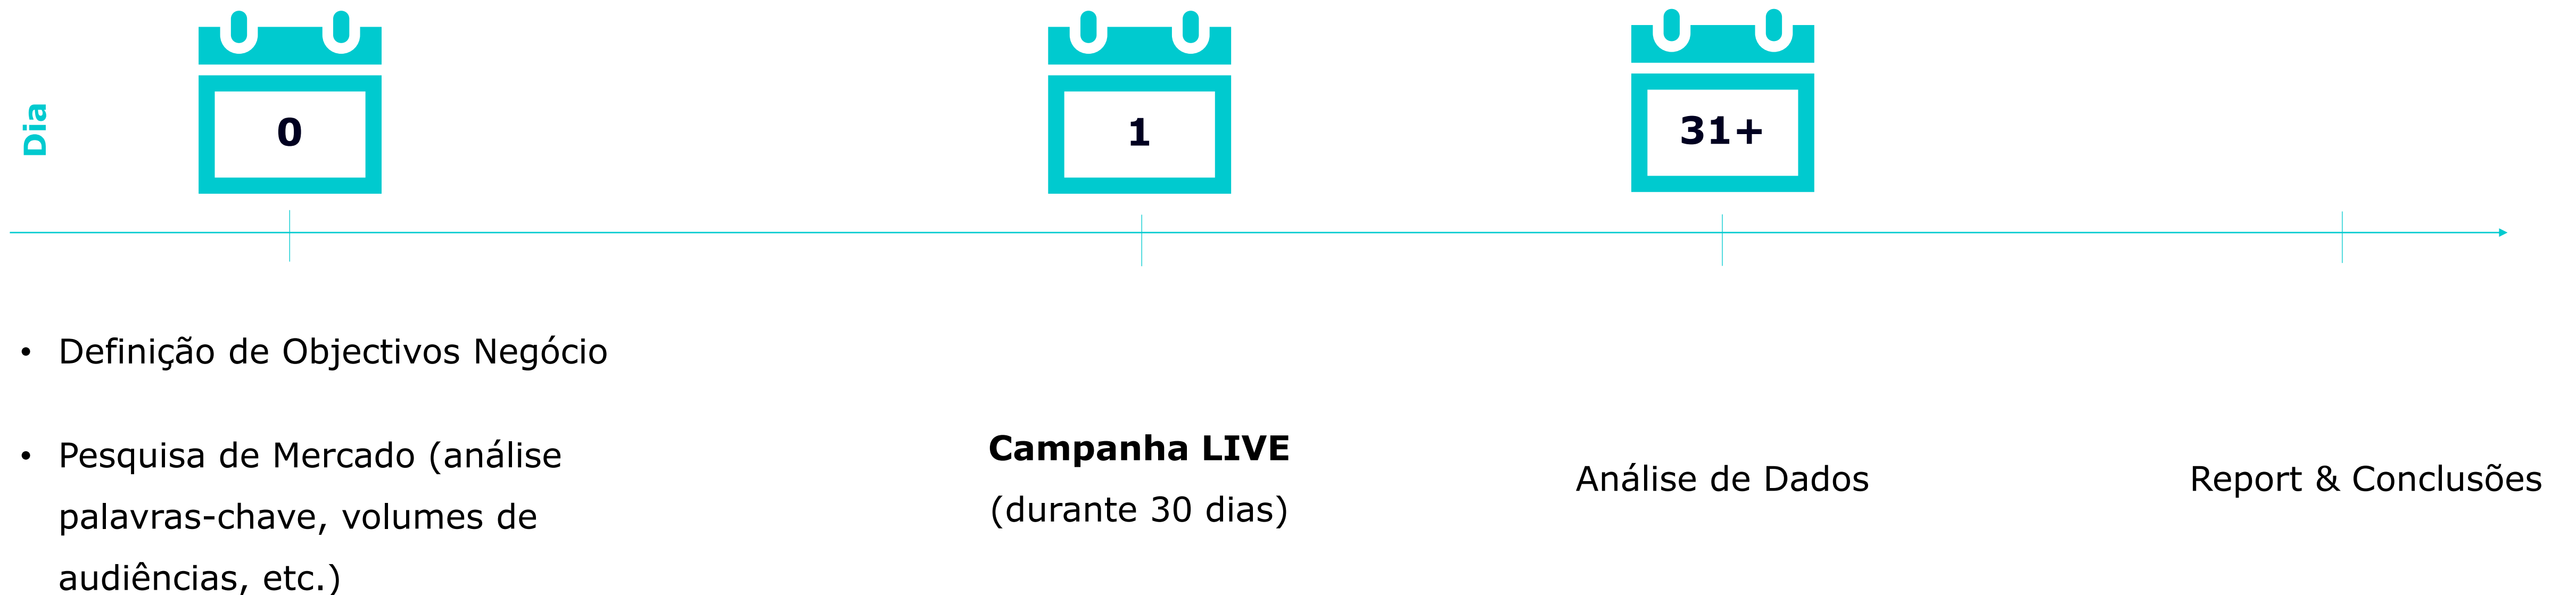 Dia
0
1
31+
• Definição de Objectivos Negócio
• Pesquisa de Mercado (análise
palavras-chave, volumes de
audiências, etc.)
Campanha LIVE
(durante 30 dias)
Análise de Dados
Report & Conclusões